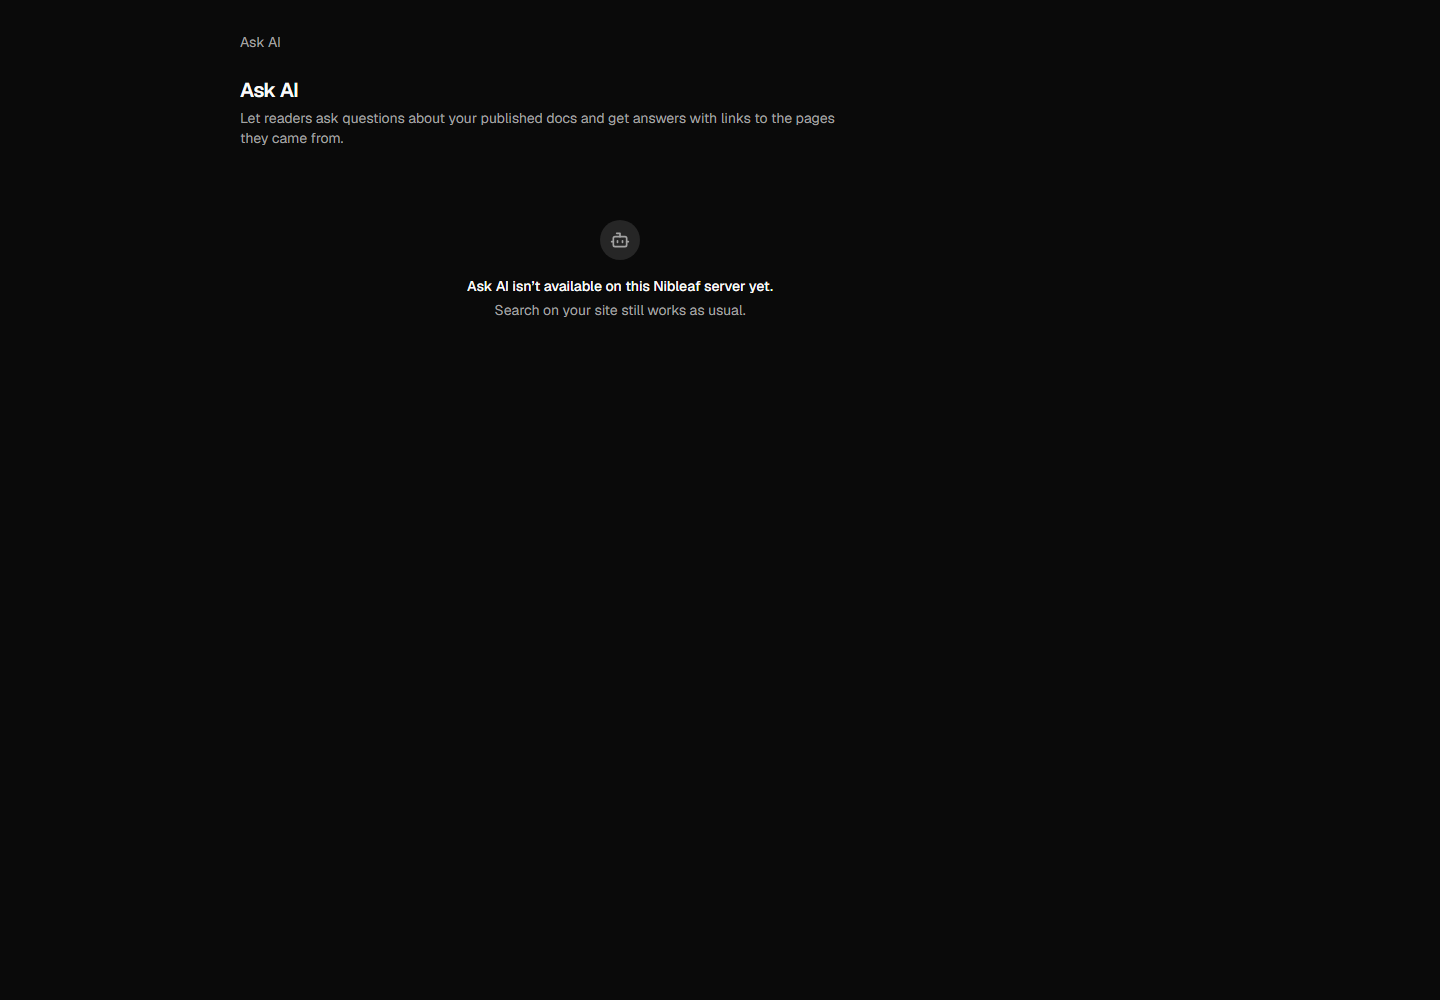 Ask AI
Ask AI
Let readers ask questions about your published docs and get answers with links to the pages
they came from.
Ask AI isn’t available on this Nibleaf server yet.
Search on your site still works as usual.